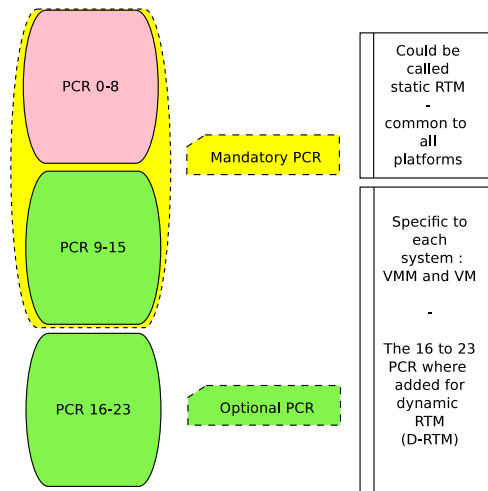 PCR 0-8
PCR 9-15
PCR 16-23
Mandatory PCR
Optional PCR
Could be
called
static RTM
-
common to
all
platforms
Specific to
each
system :
VMM and VM
-
The 16 to 23
PCR where
added for
dynamic
RTM
(D-RTM)